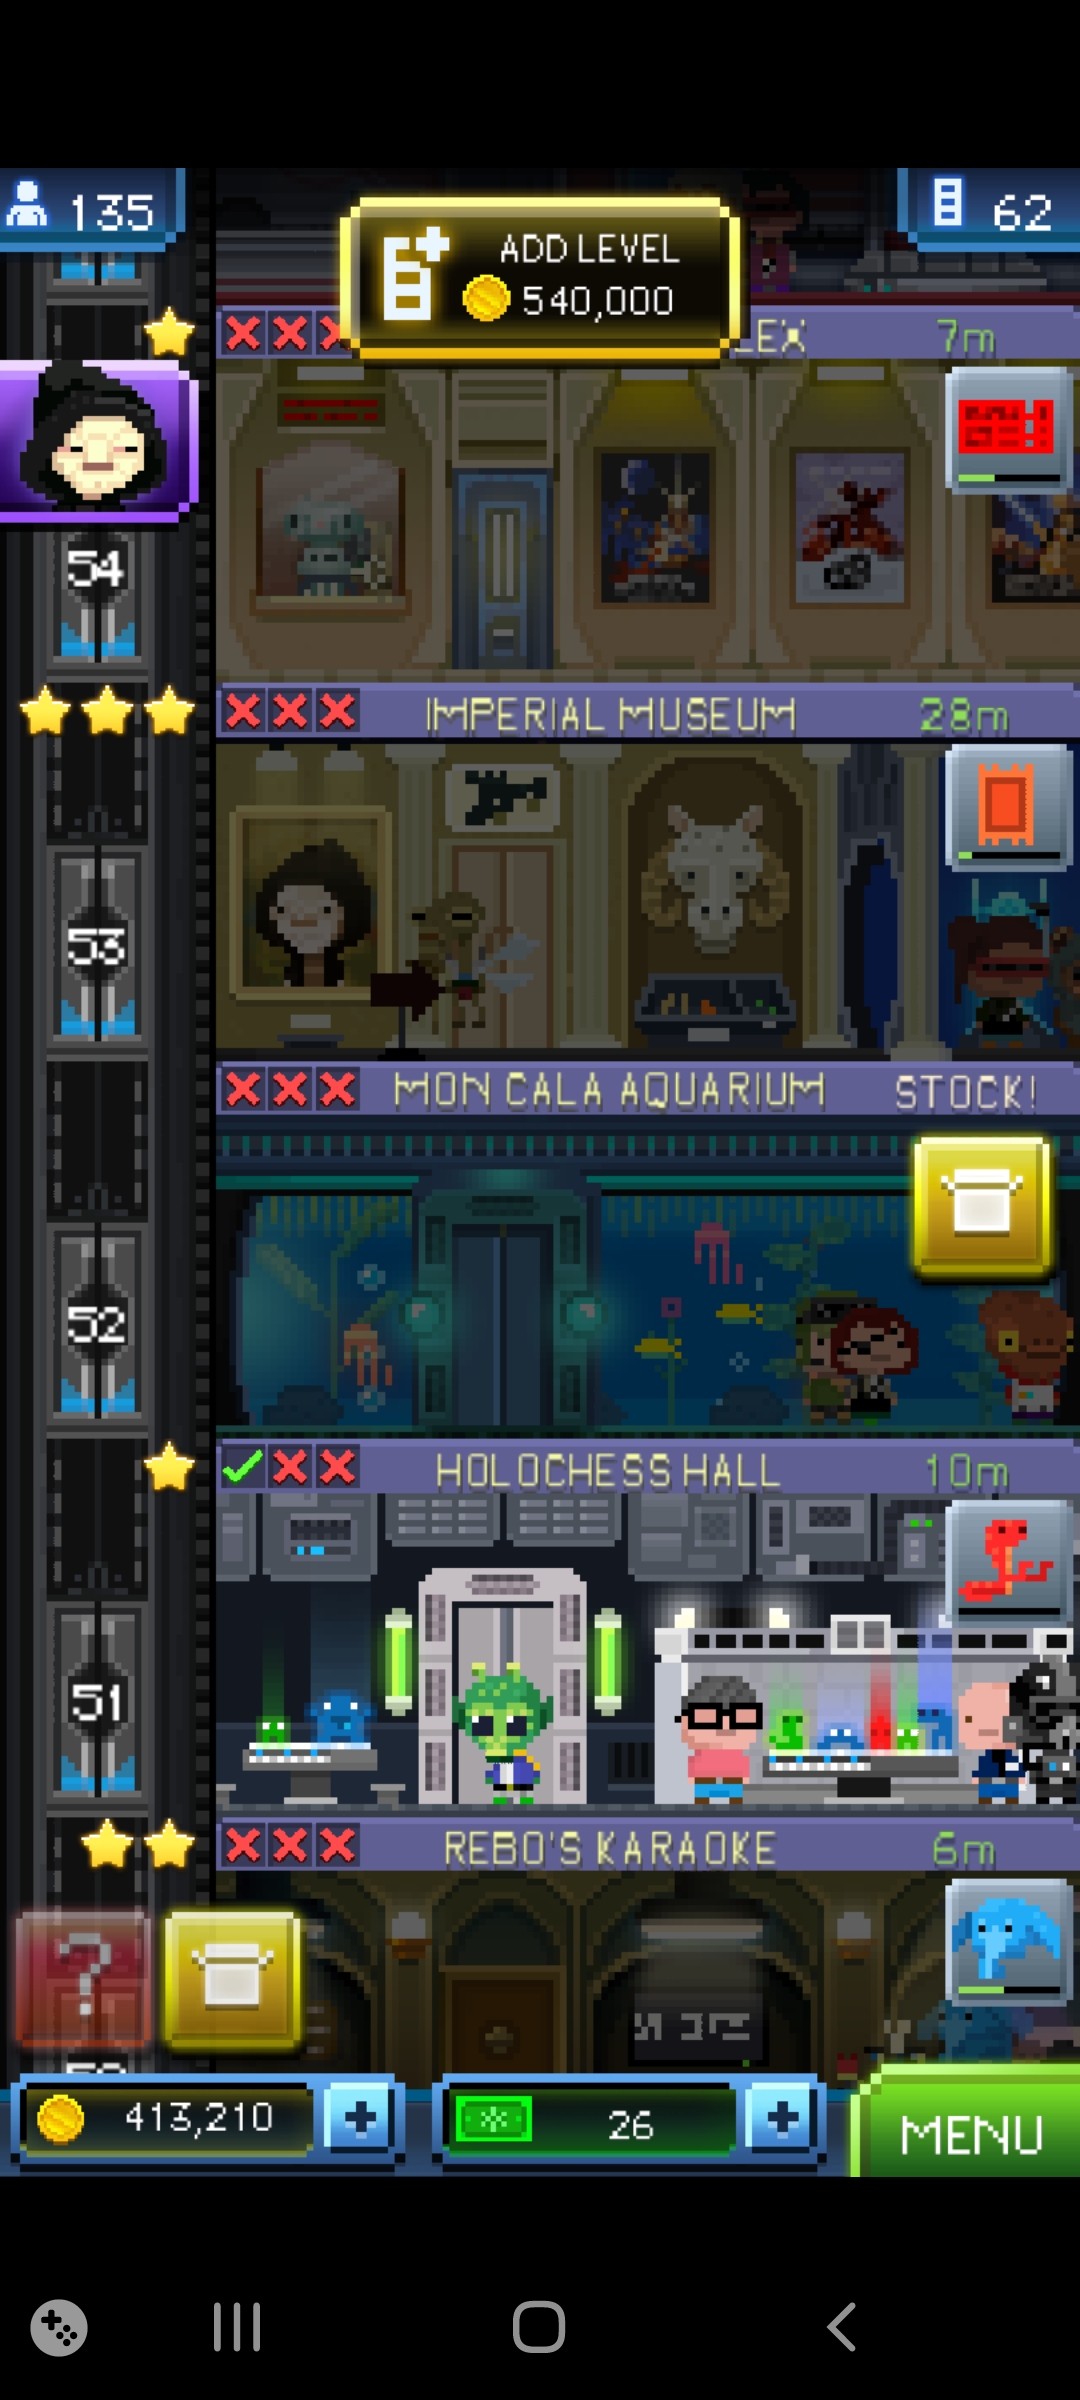 135
62
ADD LEVEL
540,000
LEX 7m
54
IMPERIAL MUSEUM 28m
53
MON CALA AQUARIUM STOCK!
52
HOLOCHESS HALL 10m
51
REBO'S KARAOKE 6m
?
413,210
26
MENU